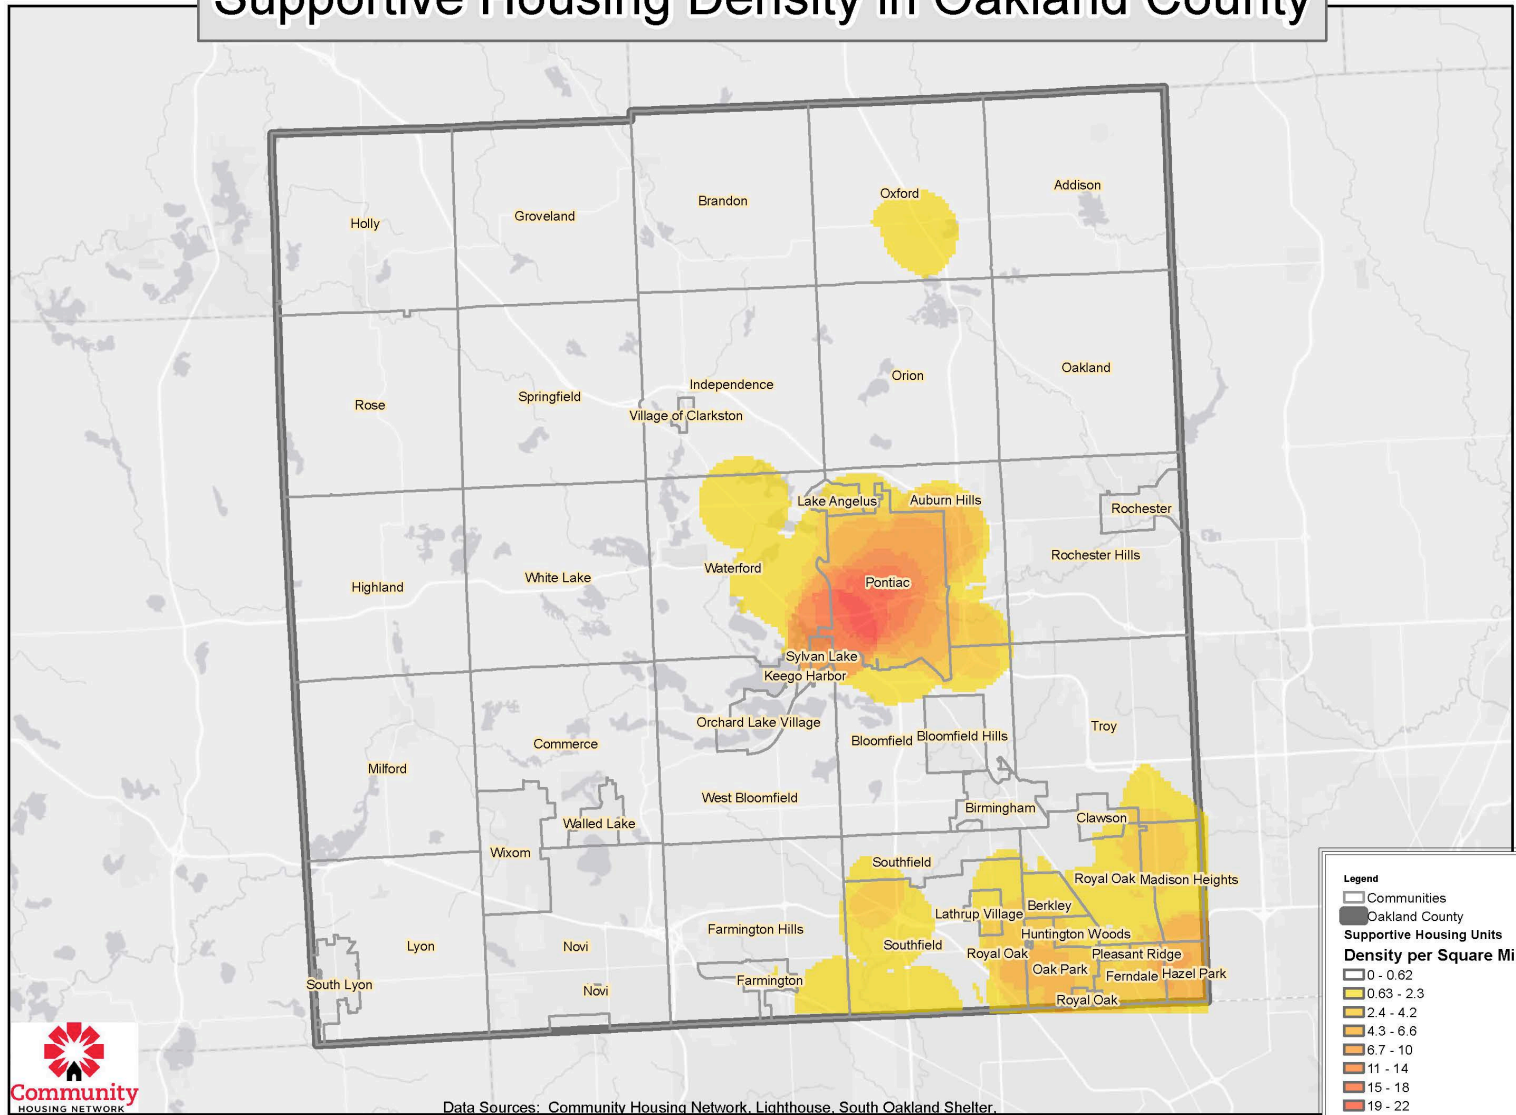 Supportive Housing Density in Oakland County
Holly
Groveland
Brandon
Oxford
Addison
Rose
Springfield
Independence
Village of Clarkston
Orion
Oakland
Highland
White Lake
Waterford
Lake Angelus
Auburn Hills
Pontiac
Rochester
Rochester Hills
Sylvan Lake
Keego Harbor
Orchard Lake Village
Milford
Commerce
Walled Lake
Wixom
West Bloomfield
Bloomfield
Bloomfield Hills
Troy
Birmingham
Clawson
Southfield
Royal Oak
Madison Heights
Lathrup Village
Berkley
Huntington Woods
Lyon
South Lyon
Novi
Novi
Farmington Hills
Farmington
Southfield
Royal Oak
Oak Park
Pleasant Ridge
Ferndale
Hazel Park
Royal Oak
Legend
Communities
Oakland County
Supportive Housing Units
Density per Square Mi
0 - 0.62
0.63 - 2.3
2.4 - 4.2
4.3 - 6.6
6.7 - 10
11 - 14
15 - 18
19 - 22
Community
HOUSING NETWORK
Data Sources: Community Housing Network, Lighthouse, South Oakland Shelter.